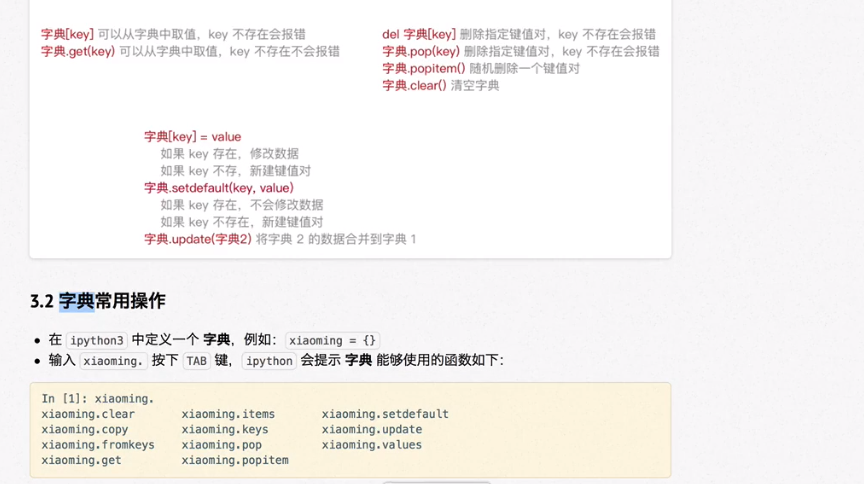 字典[key] 可以从字典中取值，key 不存在会报错
字典.get(key) 可以从字典中取值，key 不存在不会报错
del 字典[key] 删除指定键值对，key 不存在会报错
字典.pop(key) 删除指定键值对，key 不存在会报错
字典.popitem() 随机删除一个键值对
字典.clear() 清空字典
字典[key] = value
如果 key 存在，修改数据
如果 key 不存，新建键值对
字典.setdefault(key, value)
如果 key 存在，不会修改数据
如果 key 不存在，新建键值对
字典.update(字典2) 将字典 2 的数据合并到字典 1
3.2 字典常用操作
• 在 ipython3 中定义一个 字典，例如： xiaoming = {}
• 输入 xiaoming. 按下 TAB 键， ipython 会提示 字典 能够使用的函数如下：
In [1]: xiaoming.
xiaoming.clear xiaoming.items xiaoming.setdefault
xiaoming.copy xiaoming.keys xiaoming.update
xiaoming.fromkeys xiaoming.pop xiaoming.values
xiaoming.get xiaoming.popitem